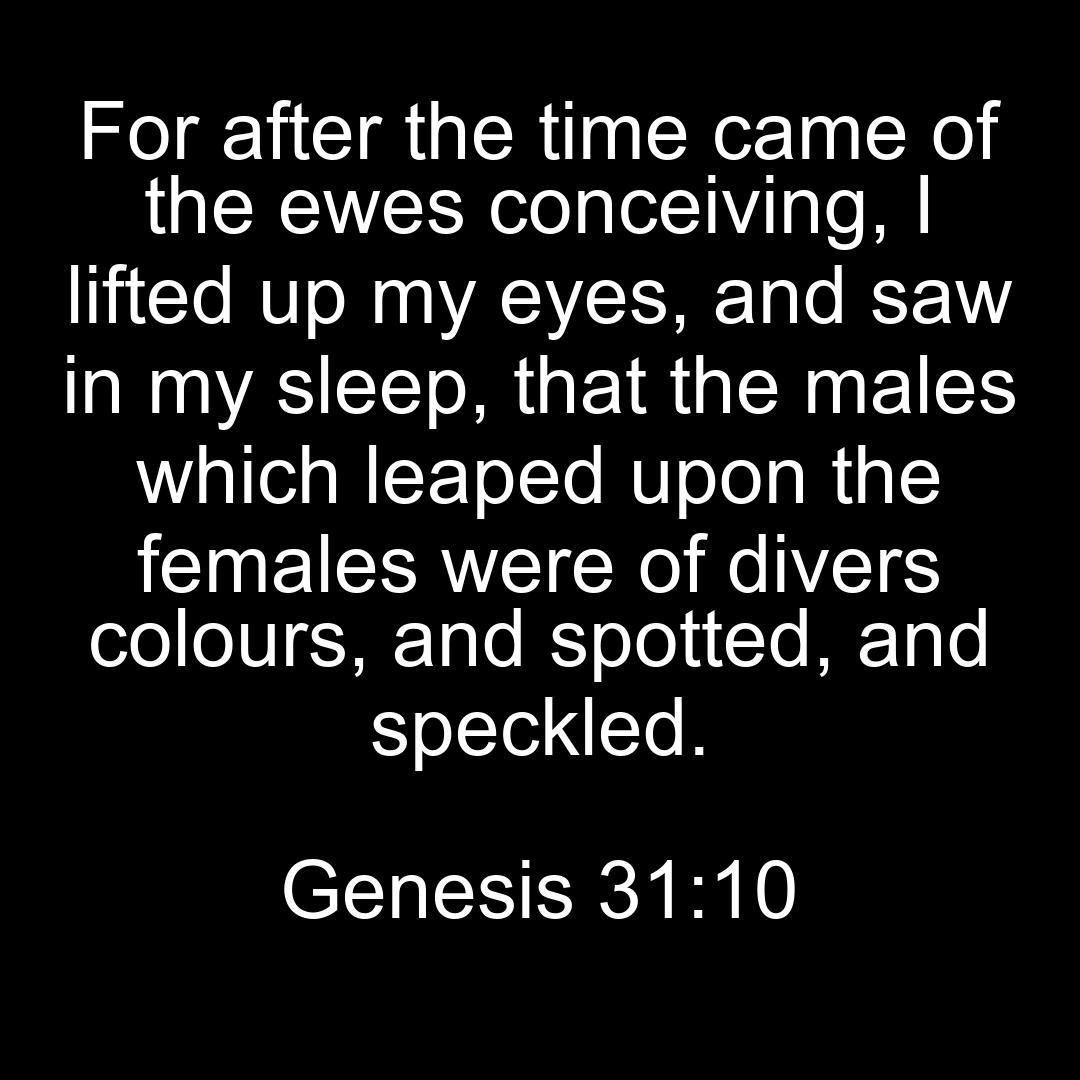 For after the time came of
the ewes conceiving, I
lifted up my eyes, and saw
in my sleep, that the males
which leaped upon the
females were of divers
colours, and spotted, and
speckled.
Genesis 31:10